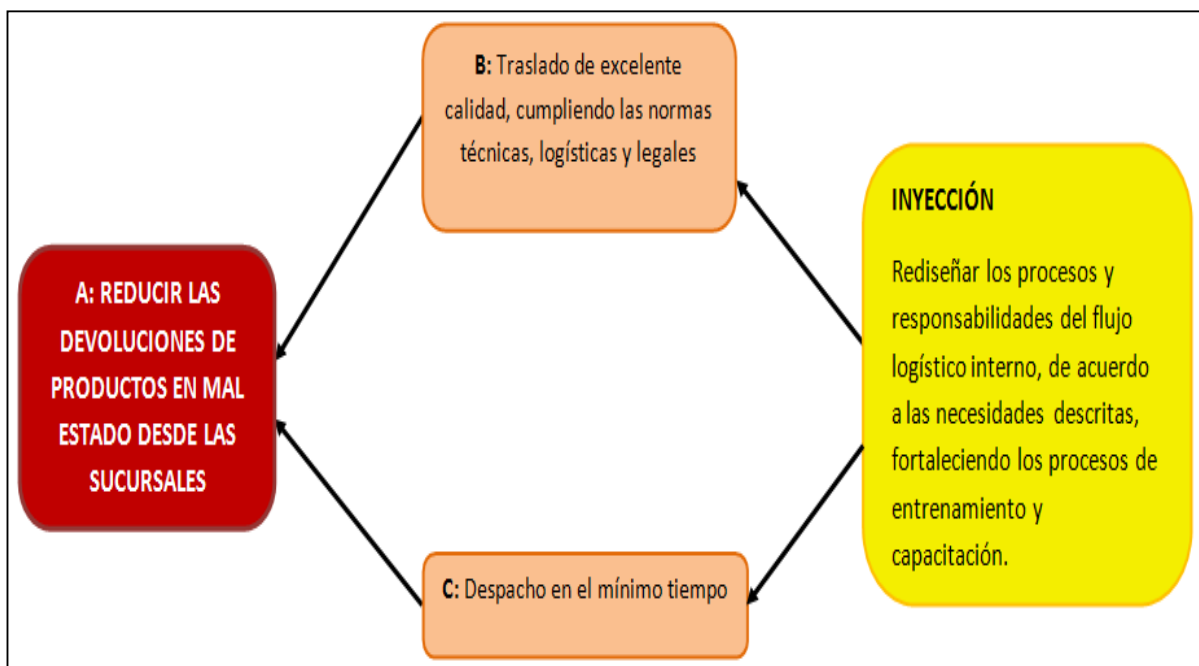 B: Traslado de excelente
calidad, cumpliendo las normas
técnicas, logísticas y legales
INYECCIÓN
Rediseñar los procesos y
responsabilidades del flujo
logístico interno, de acuerdo
a las necesidades descritas,
fortaleciendo los procesos de
entrenamiento y
capacitación.
A: REDUCIR LAS
DEVOLUCIONES DE
PRODUCTOS EN MAL
ESTADO DESDE LAS
SUCURSALES
C: Despacho en el mínimo tiempo